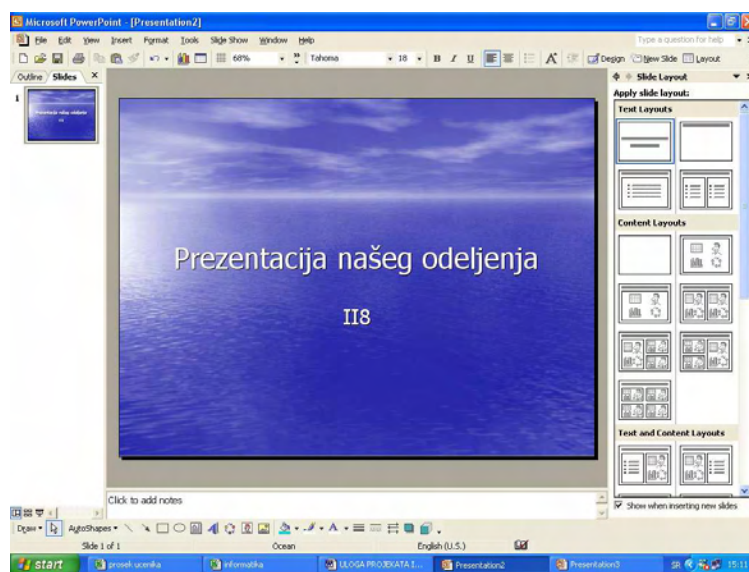 Microsoft PowerPoint - [Presentation2]
File Edit View Insert Format Tools Slide Show Window Help
Type a question for help
68% Tahoma 18 B I U Design New Slide Layout
Outline Slides
Slide Layout
Apply slide layout:
Text Layouts
1
Prezentacija našeg odeljenja
II8
Content Layouts
Text and Content Layouts
Show when inserting new slides
Click to add notes
Draw AutoShapes
Slide 1 of 1 Ocean English (U.S.)
start prosek ucenika informatika ULOGA PROJEKATA I... Presentation2 Presentation3 SR 15:11